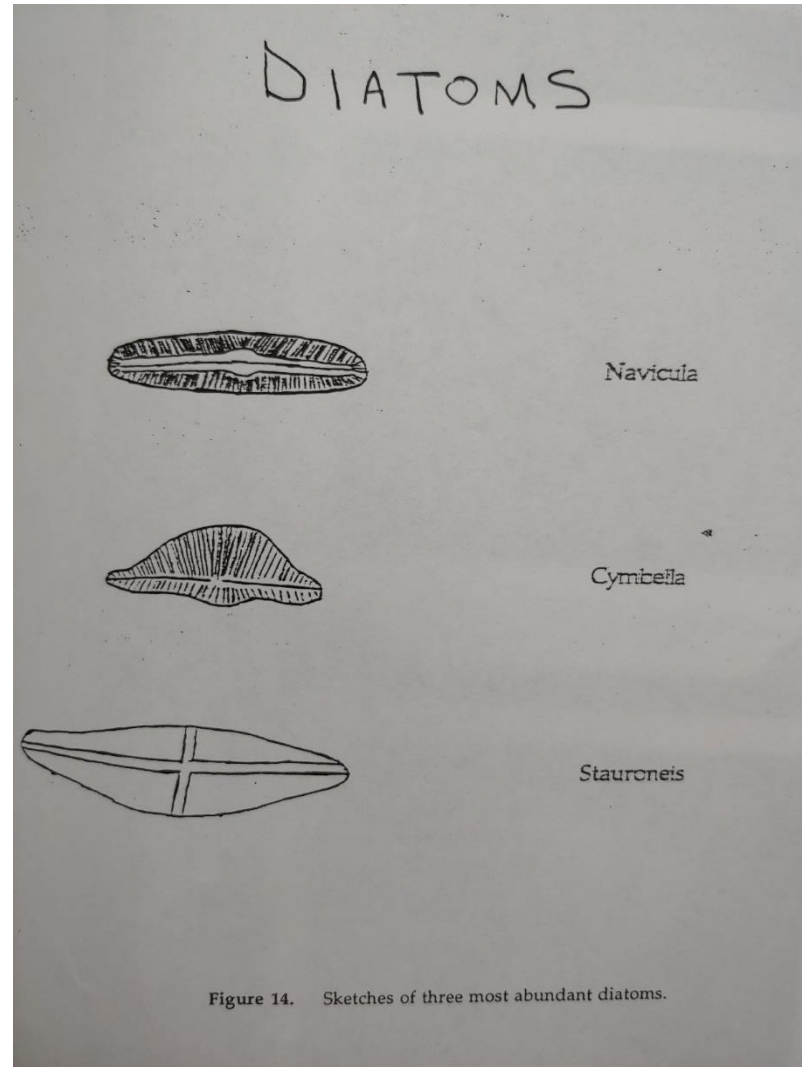 DIATOMS
Navicula
Cymbella
Stauroneis
Figure 14. Sketches of three most abundant diatoms.